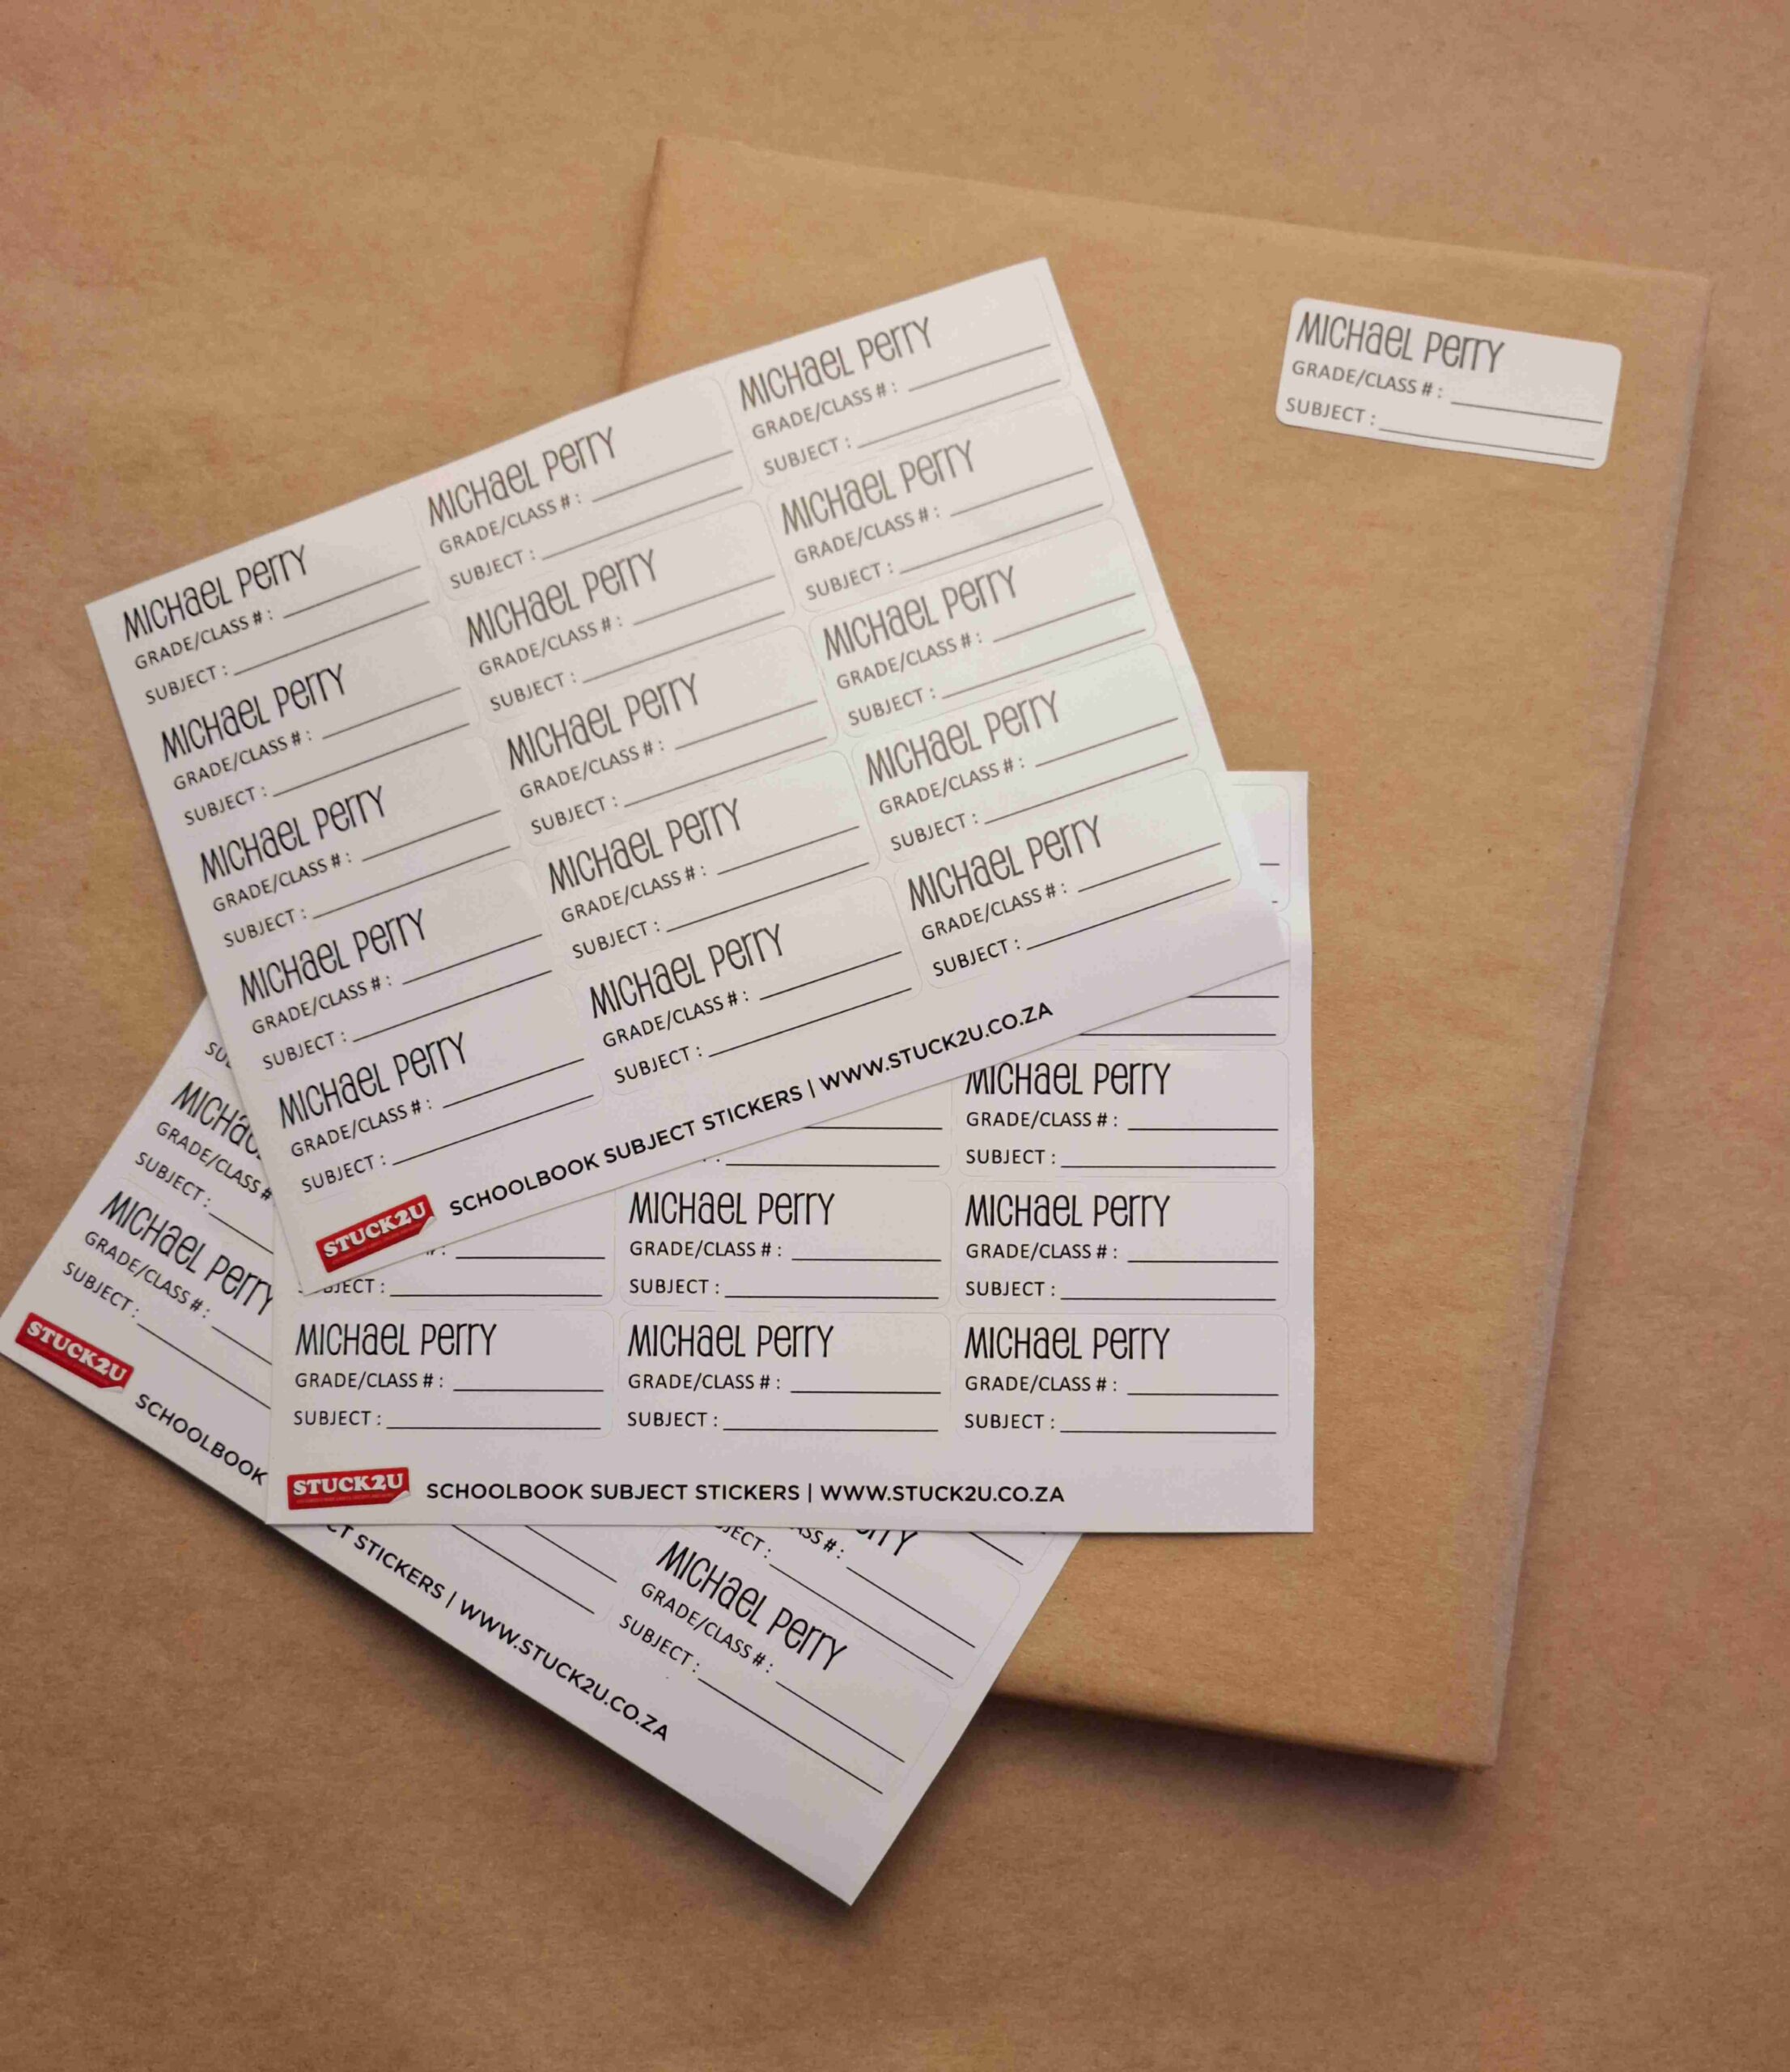 MICHaeL PerrY
GRADE/CLASS # :
SUBJECT :
MICHaeL PerrY
GRADE/CLASS # :
SUBJECT :
MICHaeL PerrY
GRADE/CLASS # :
SUBJECT :
MICHaeL PerrY
GRADE/CLASS # :
SUBJECT :
MICHaeL PerrY
GRADE/CLASS # :
SUBJECT :
MICHaeL PerrY
GRADE/CLASS # :
SUBJECT :
MICHaeL PerrY
GRADE/CLASS # :
SUBJECT :
MICHaeL PerrY
GRADE/CLASS # :
SUBJECT :
MICHaeL PerrY
GRADE/CLASS # :
SUBJECT :
MICHaeL PerrY
GRADE/CLASS # :
SUBJECT :
MICHaeL PerrY
GRADE/CLASS # :
SUBJECT :
MICHaeL PerrY
GRADE/CLASS # :
SUBJECT :
MICHaeL PerrY
GRADE/CLASS # :
SUBJECT :
MICHaeL PerrY
GRADE/CLASS # :
SUBJECT :
MICHaeL PerrY
GRADE/CLASS # :
SUBJECT :
STUCK2U SCHOOLBOOK SUBJECT STICKERS | WWW.STUCK2U.CO.ZA
MICHaeL PerrY
GRADE/CLASS # :
SUBJECT :
MICHaeL PerrY
GRADE/CLASS # :
SUBJECT :
MICHaeL PerrY
GRADE/CLASS # :
SUBJECT :
MICHaeL PerrY
GRADE/CLASS # :
SUBJECT :
MICHaeL PerrY
GRADE/CLASS # :
SUBJECT :
MICHaeL PerrY
GRADE/CLASS # :
SUBJECT :
MICHaeL PerrY
GRADE/CLASS # :
SUBJECT :
STUCK2U SCHOOLBOOK SUBJECT STICKERS | WWW.STUCK2U.CO.ZA
GRADE/CLASS #
SUBJECT :
MICHaeL PerrY
GRADE/CLASS # :
SUBJECT :
MICHaeL PerrY
GRADE/CLASS # :
SUBJECT :
STUCK2U SCHOOLBOOK STICKERS | WWW.STUCK2U.CO.ZA